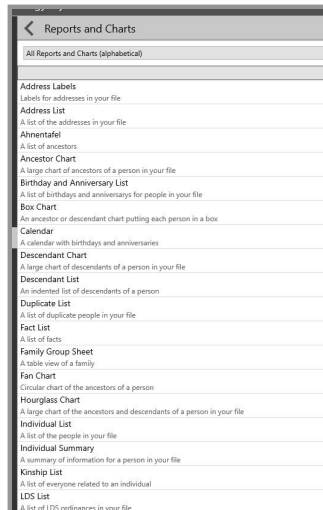 Reports and Charts
All Reports and Charts (alphabetical)
Address Labels
Labels for addresses in your file
Address List
A list of the addresses in your file
Ahnentafel
A list of ancestors
Ancestor Chart
A large chart of ancestors of a person in your file
Birthday and Anniversary List
A list of birthdays and anniversarys for people in your file
Box Chart
An ancestor or descendant chart putting each person in a box
Calendar
A calendar with birthdays and anniversaries
Descendant Chart
A large chart of descendants of a person in your file
Descendant List
An indented list of descendants of a person
Duplicate List
A list of duplicate people in your file
Fact List
A list of facts
Family Group Sheet
A table view of a family
Fan Chart
Circular chart of the ancestors of a person
Hourglass Chart
A large chart of the ancestors and descendants of a person in your file
Individual List
A list of the people in your file
Individual Summary
A summary of information for a person in your file
Kinship List
A list of everyone related to an individual
LDS List
A list of LDS ordinances in your file